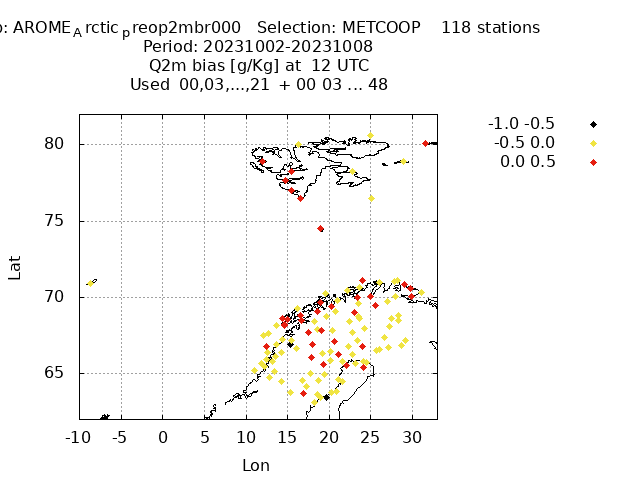 p: AROME_Arctic_preop2mbr000 Selection: METCOOP 118 stations
Period: 20231002-20231008
Q2m bias [g/Kg] at 12 UTC
Used 00,03,...,21 + 00 03 ... 48
-1.0 -0.5
-0.5 0.0
0.0 0.5
80
75
70
65
Lat
-10 -5 0 5 10 15 20 25 30
Lon